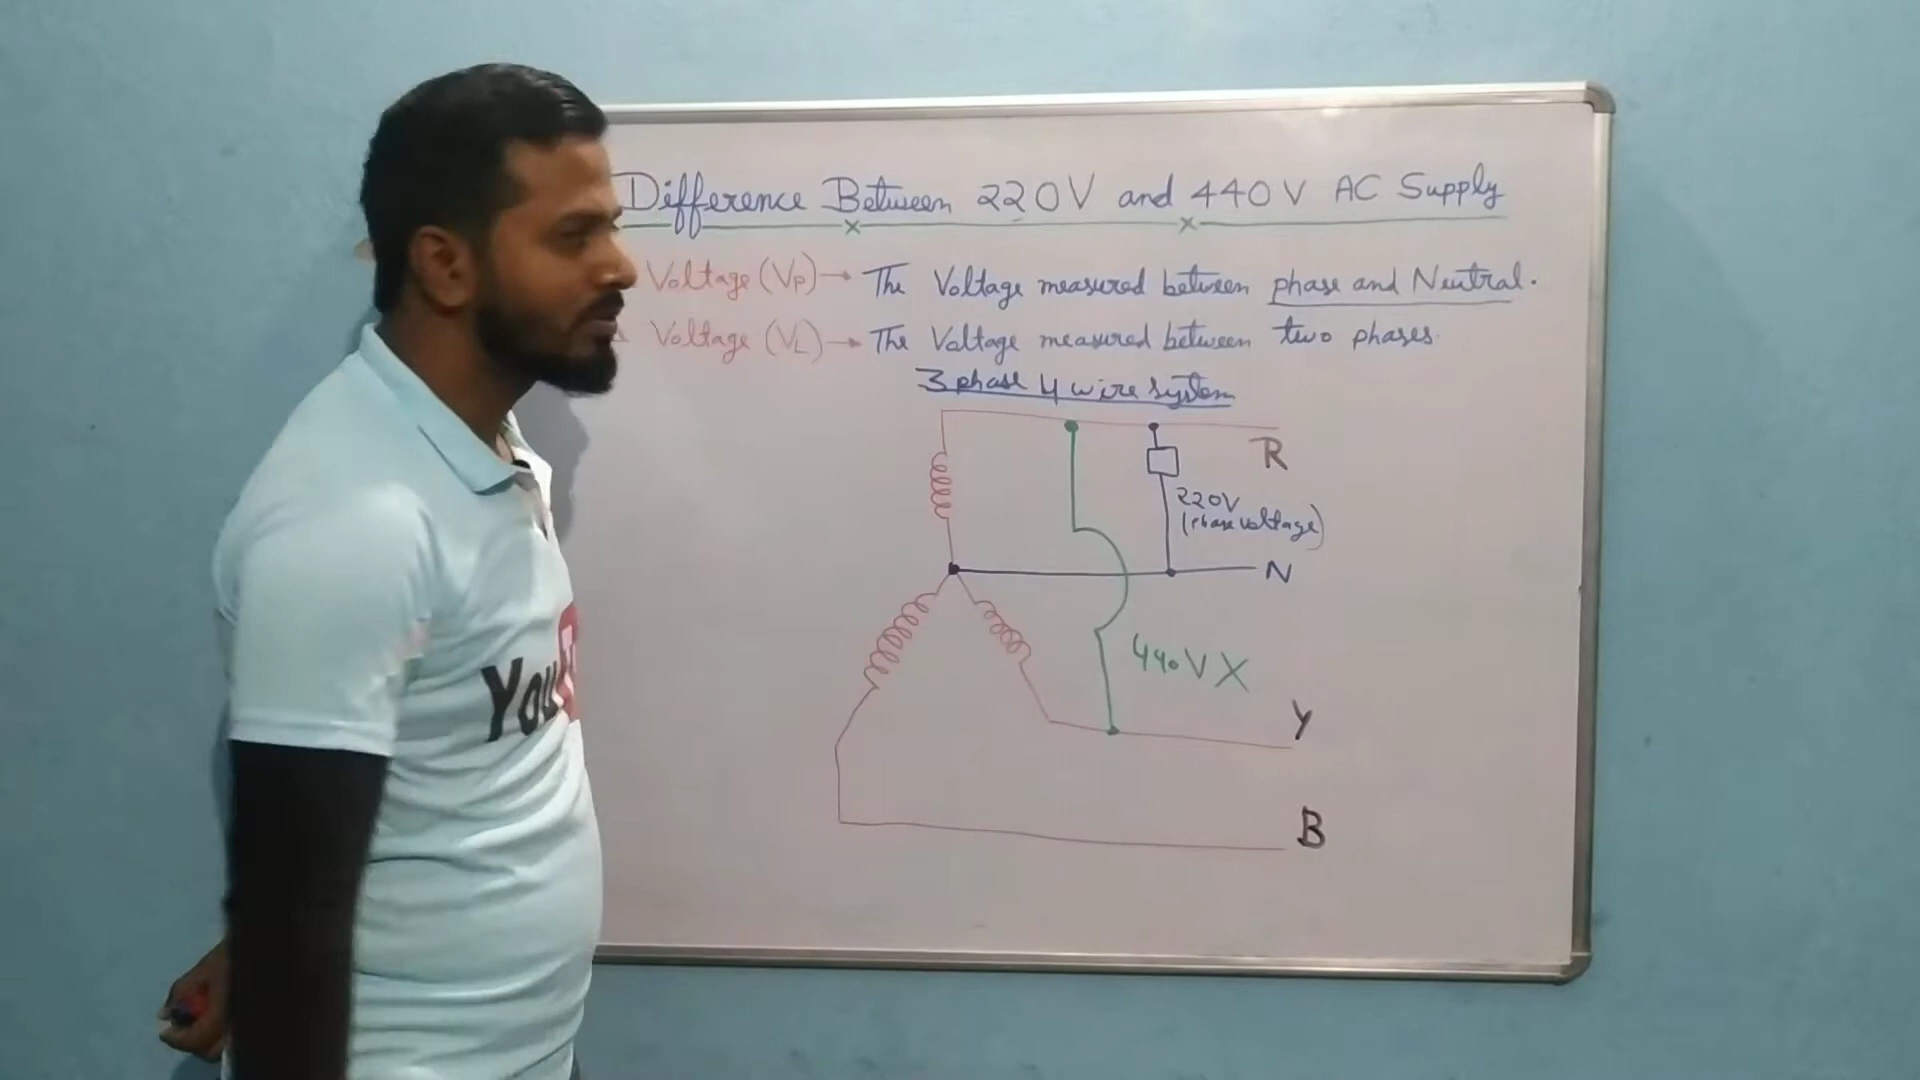 Difference Between 220V and 440V AC Supply
Voltage (VP) → The Voltage measured between phase and Neutral.
Voltage (VL) → The Voltage measured between two phases.
3 phase 4 wire system
R
220V
(phase voltage)
N
440V X
Y
B
You